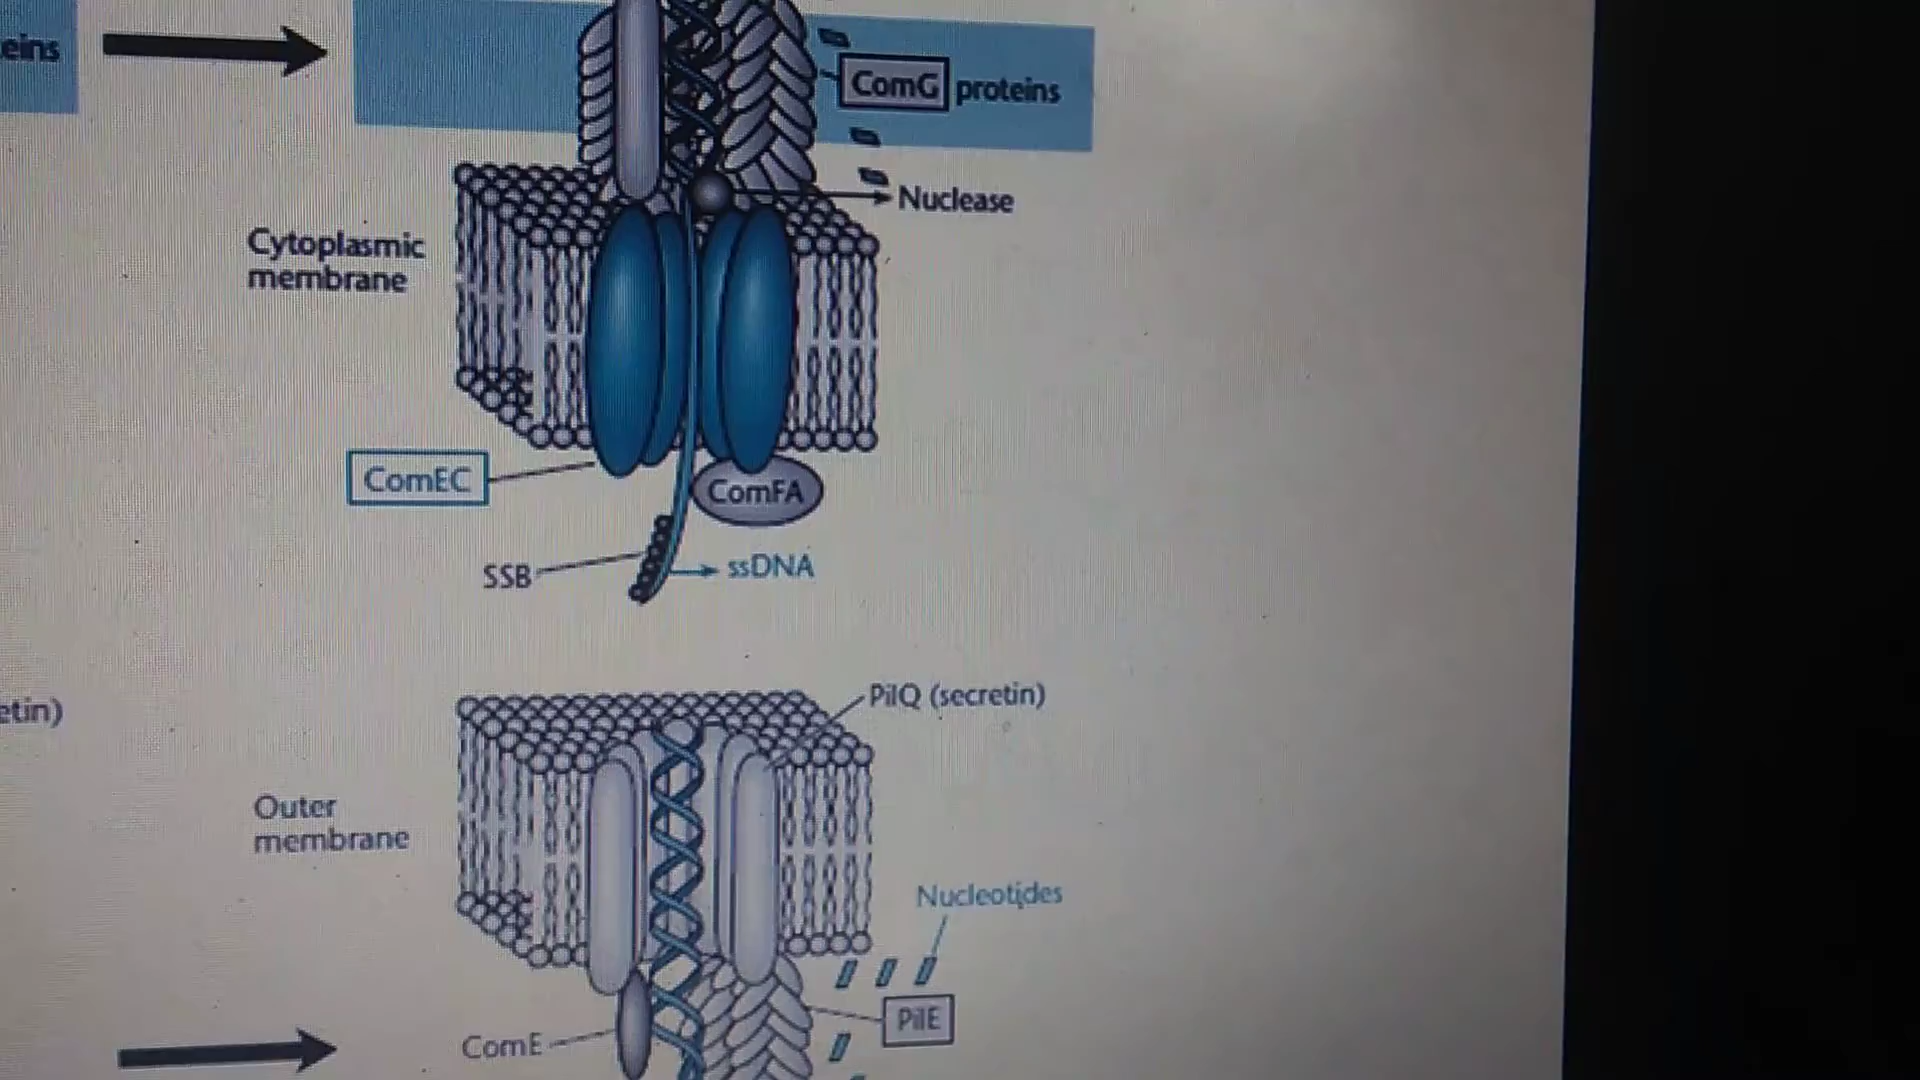 eins
ComG proteins
Nuclease
Cytoplasmic
membrane
ComEC
ComFA
SSB
ssDNA
etin)
PilQ (secretin)
Outer
membrane
Nucleotides
PilE
ComE